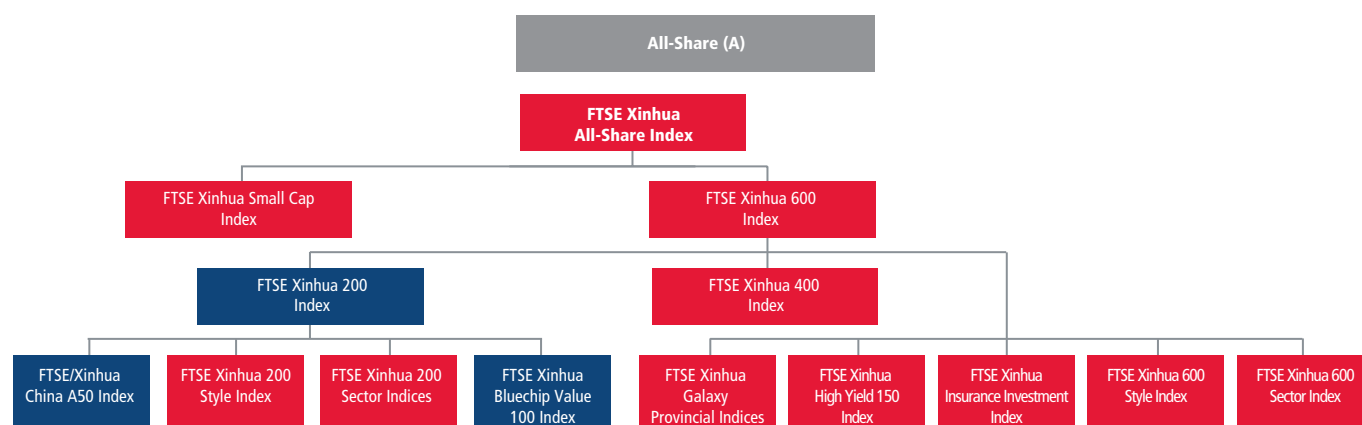 All-Share (A)
FTSE Xinhua
All-Share Index
FTSE Xinhua Small Cap
Index
FTSE Xinhua 600
Index
FTSE Xinhua 200
Index
FTSE Xinhua 400
Index
FTSE/Xinhua
China A50 Index
FTSE Xinhua 200
Style Index
FTSE Xinhua 200
Sector Indices
FTSE Xinhua
Bluechip Value
100 Index
FTSE Xinhua
Galaxy
Provincial Indices
FTSE Xinhua
High Yield 150
Index
FTSE Xinhua
Insurance Investment
Index
FTSE Xinhua 600
Style Index
FTSE Xinhua 600
Sector Index